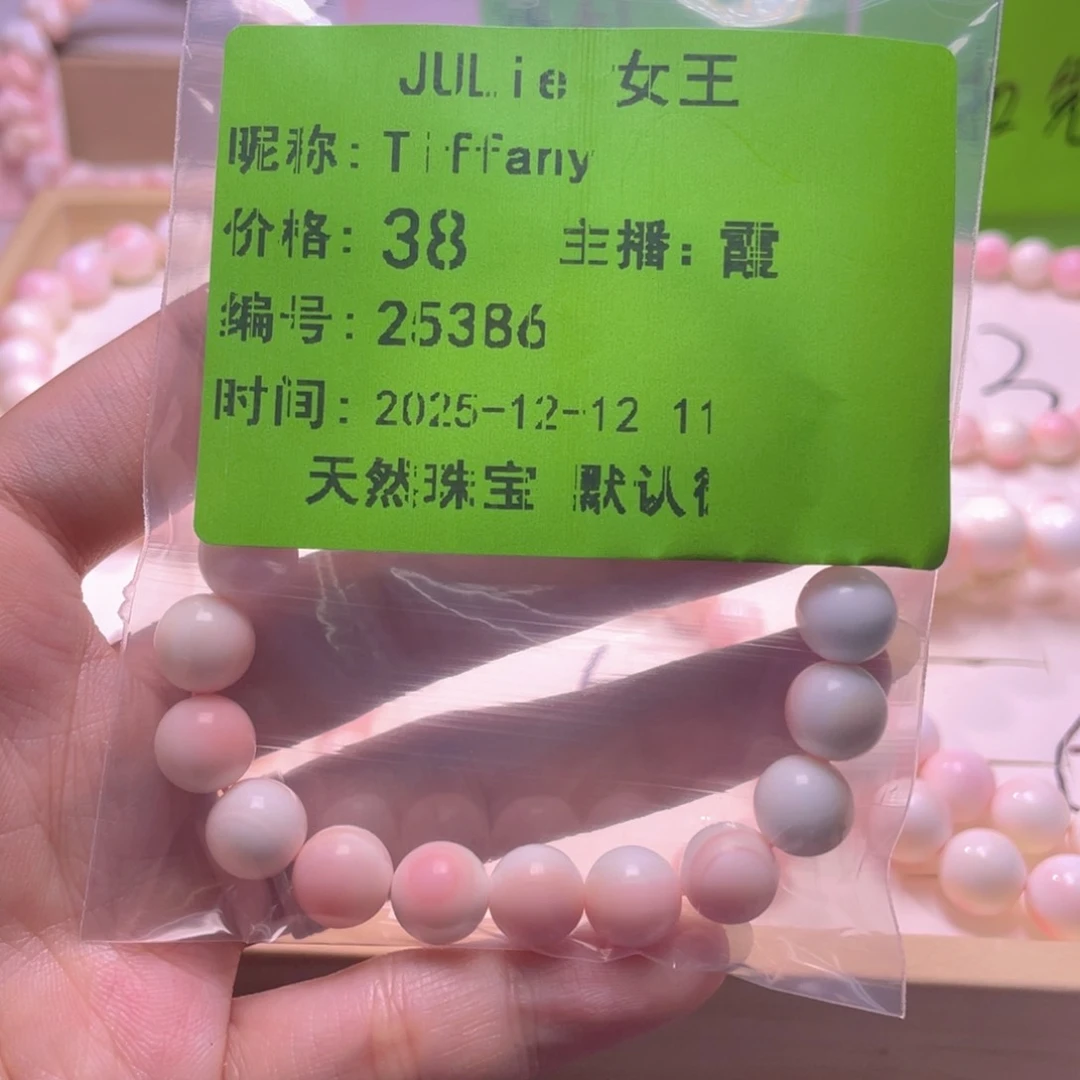 JULie 女王
昵称: Tiffany
价格: 38 主播: 霞
编号: 25386
时间: 2025-12-12 11
天然珠宝 默认